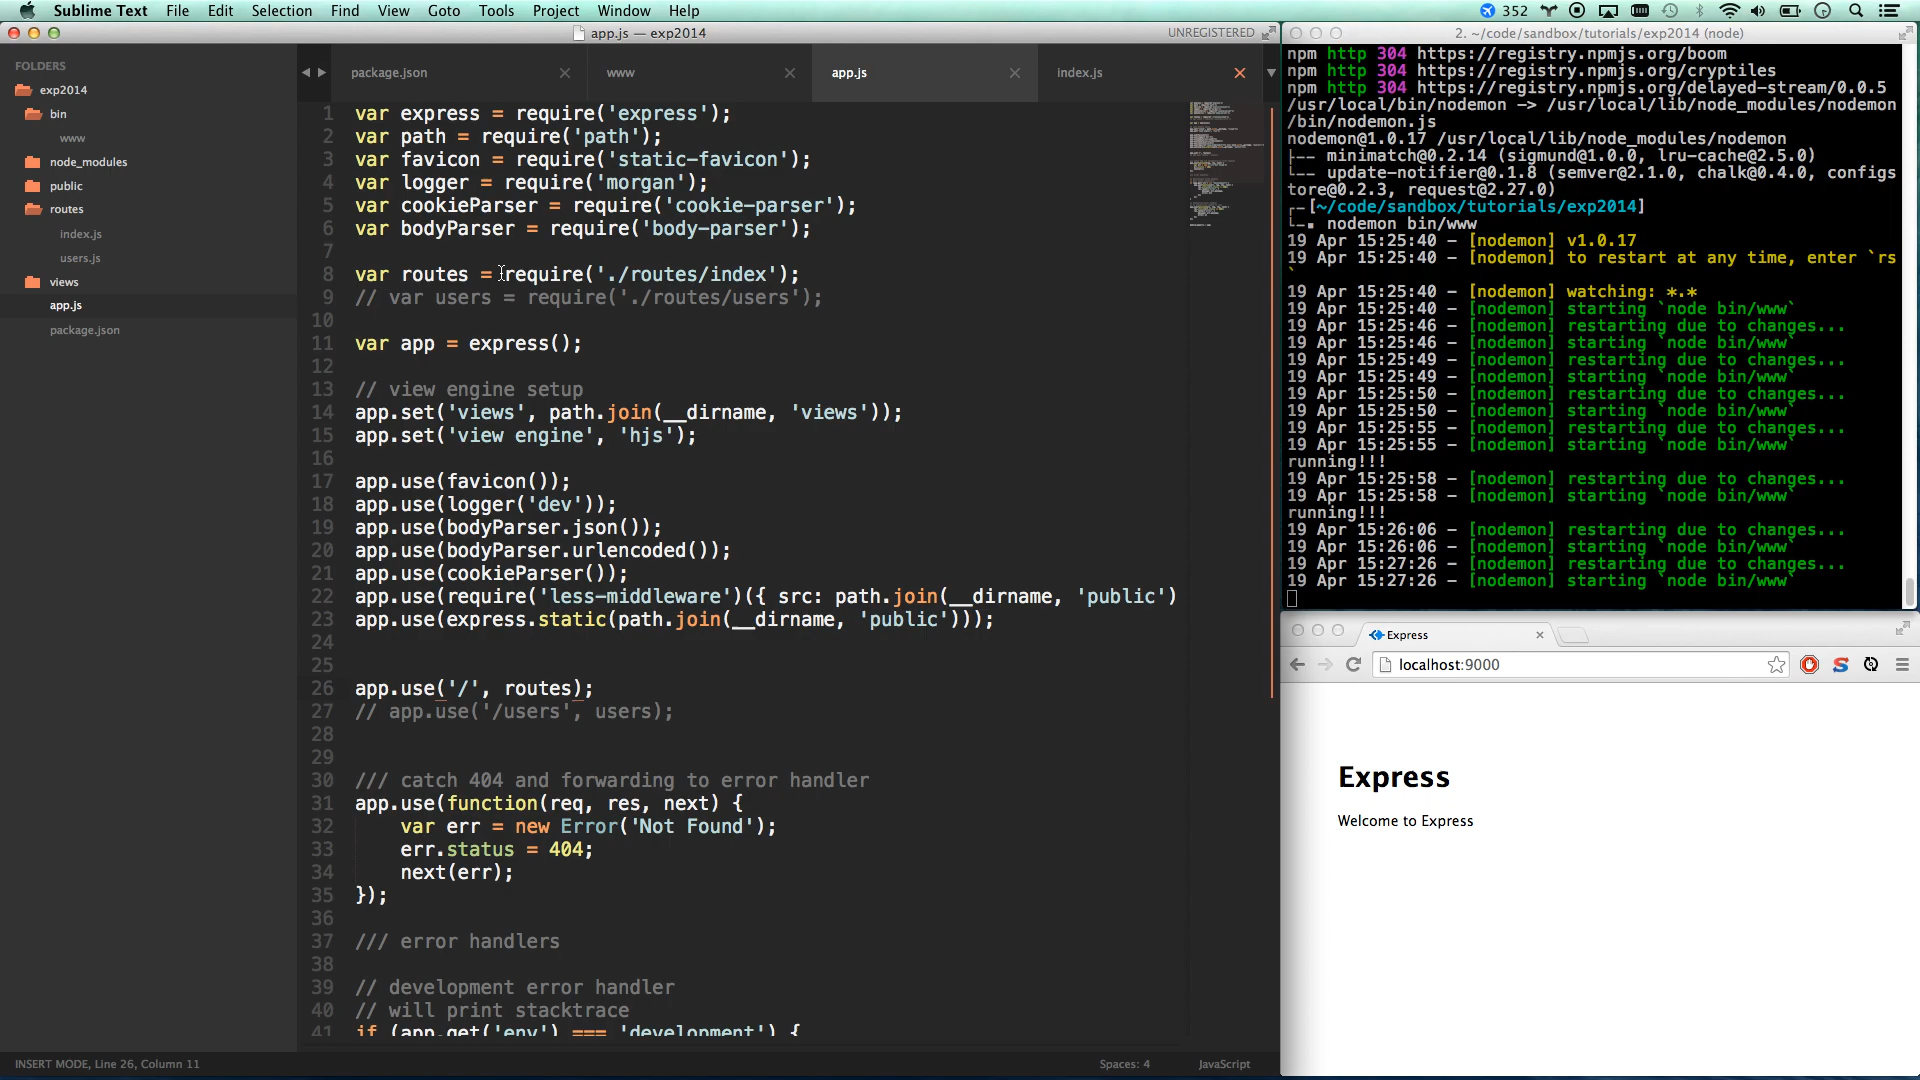 Sublime Text File Edit Selection Find View Goto Tools Project Window Help 352
app.js — exp2014 UNREGISTERED
FOLDERS
exp2014
bin
www
node_modules
public
routes
index.js
users.js
views
app.js
package.json
package.json www app.js index.js
1 var express = require('express');
2 var path = require('path');
3 var favicon = require('static-favicon');
4 var logger = require('morgan');
5 var cookieParser = require('cookie-parser');
6 var bodyParser = require('body-parser');
7
8 var routes = require('./routes/index');
9 // var users = require('./routes/users');
10
11 var app = express();
12
13 // view engine setup
14 app.set('views', path.join(__dirname, 'views'));
15 app.set('view engine', 'hjs');
16
17 app.use(favicon());
18 app.use(logger('dev'));
19 app.use(bodyParser.json());
20 app.use(bodyParser.urlencoded());
21 app.use(cookieParser());
22 app.use(require('less-middleware')({ src: path.join(__dirname, 'public')
23 app.use(express.static(path.join(__dirname, 'public')));
24
25
26 app.use('/', routes);
27 // app.use('/users', users);
28
29
30 /// catch 404 and forwarding to error handler
31 app.use(function(req, res, next) {
32 var err = new Error('Not Found');
33 err.status = 404;
34 next(err);
35 });
36
37 /// error handlers
38
39 // development error handler
40 // will print stacktrace
41 if (app.get('env') === 'development') {
INSERT MODE, Line 26, Column 11 Spaces: 4 JavaScript
2. ~/code/sandbox/tutorials/exp2014 (node)
npm http 304 https://registry.npmjs.org/boom
npm http 304 https://registry.npmjs.org/cryptiles
npm http 304 https://registry.npmjs.org/delayed-stream/0.0.5
/usr/local/bin/nodemon -> /usr/local/lib/node_modules/nodemon
/bin/nodemon.js
nodemon@1.0.17 /usr/local/lib/node_modules/nodemon
├── minimatch@0.2.14 (sigmund@1.0.0, lru-cache@2.5.0)
└── update-notifier@0.1.8 (semver@2.1.0, chalk@0.4.0, configs
tore@0.2.3, request@2.27.0)
┌─[~/code/sandbox/tutorials/exp2014]
└─▪ nodemon bin/www
19 Apr 15:25:40 - [nodemon] v1.0.17
19 Apr 15:25:40 - [nodemon] to restart at any time, enter `rs
`
19 Apr 15:25:40 - [nodemon] watching: *.*
19 Apr 15:25:40 - [nodemon] starting `node bin/www`
19 Apr 15:25:46 - [nodemon] restarting due to changes...
19 Apr 15:25:46 - [nodemon] starting `node bin/www`
19 Apr 15:25:49 - [nodemon] restarting due to changes...
19 Apr 15:25:49 - [nodemon] starting `node bin/www`
19 Apr 15:25:50 - [nodemon] restarting due to changes...
19 Apr 15:25:50 - [nodemon] starting `node bin/www`
19 Apr 15:25:55 - [nodemon] restarting due to changes...
19 Apr 15:25:55 - [nodemon] starting `node bin/www`
running!!!
19 Apr 15:25:58 - [nodemon] restarting due to changes...
19 Apr 15:25:58 - [nodemon] starting `node bin/www`
running!!!
19 Apr 15:26:06 - [nodemon] restarting due to changes...
19 Apr 15:26:06 - [nodemon] starting `node bin/www`
19 Apr 15:27:26 - [nodemon] restarting due to changes...
19 Apr 15:27:26 - [nodemon] starting `node bin/www`
Express
localhost:9000
Express
Welcome to Express